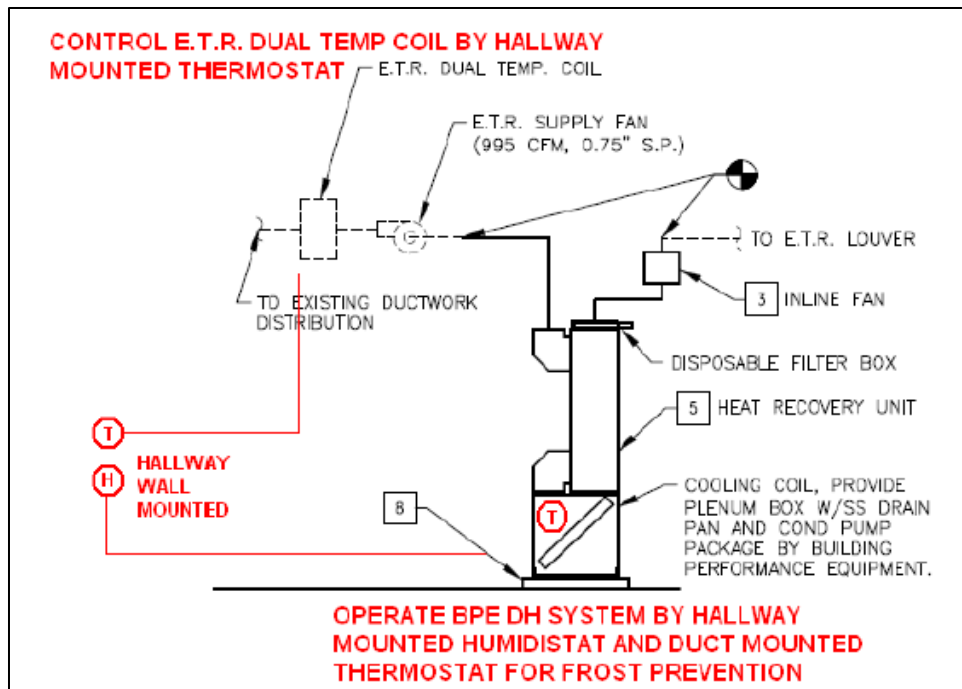 CONTROL E.T.R. DUAL TEMP COIL BY HALLWAY
MOUNTED THERMOSTAT
E.T.R. DUAL TEMP. COIL
E.T.R. SUPPLY FAN
(995 CFM, 0.75" S.P.)
TO E.T.R. LOUVER
3 INLINE FAN
TO EXISTING DUCTWORK
DISTRIBUTION
DISPOSABLE FILTER BOX
5 HEAT RECOVERY UNIT
T
H
HALLWAY
WALL
MOUNTED
8
T
COOLING COIL, PROVIDE
PLENUM BOX W/SS DRAIN
PAN AND COND PUMP
PACKAGE BY BUILDING
PERFORMANCE EQUIPMENT.
OPERATE BPE DH SYSTEM BY HALLWAY
MOUNTED HUMIDISTAT AND DUCT MOUNTED
THERMOSTAT FOR FROST PREVENTION